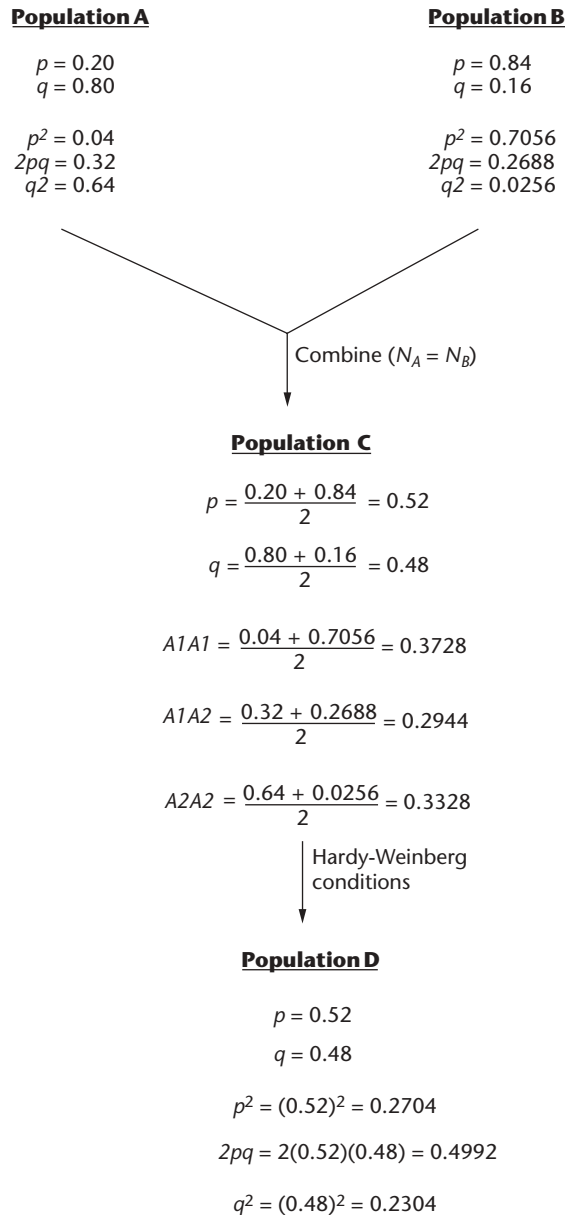 Population A
p = 0.20
q = 0.80
p² = 0.04
2pq = 0.32
q2 = 0.64
Population B
p = 0.84
q = 0.16
p² = 0.7056
2pq = 0.2688
q2 = 0.0256
Combine (N_A = N_B)
Population C
p = (0.20 + 0.84)/2 = 0.52
q = (0.80 + 0.16)/2 = 0.48
A1A1 = (0.04 + 0.7056)/2 = 0.3728
A1A2 = (0.32 + 0.2688)/2 = 0.2944
A2A2 = (0.64 + 0.0256)/2 = 0.3328
Hardy-Weinberg
conditions
Population D
p = 0.52
q = 0.48
p² = (0.52)² = 0.2704
2pq = 2(0.52)(0.48) = 0.4992
q² = (0.48)² = 0.2304